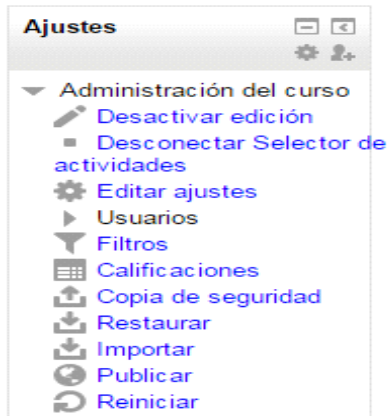 Ajustes
Administración del curso
Desactivar edición
Desconectar Selector de
actividades
Editar ajustes
Usuarios
Filtros
Calificaciones
Copia de seguridad
Restaurar
Importar
Publicar
Reiniciar